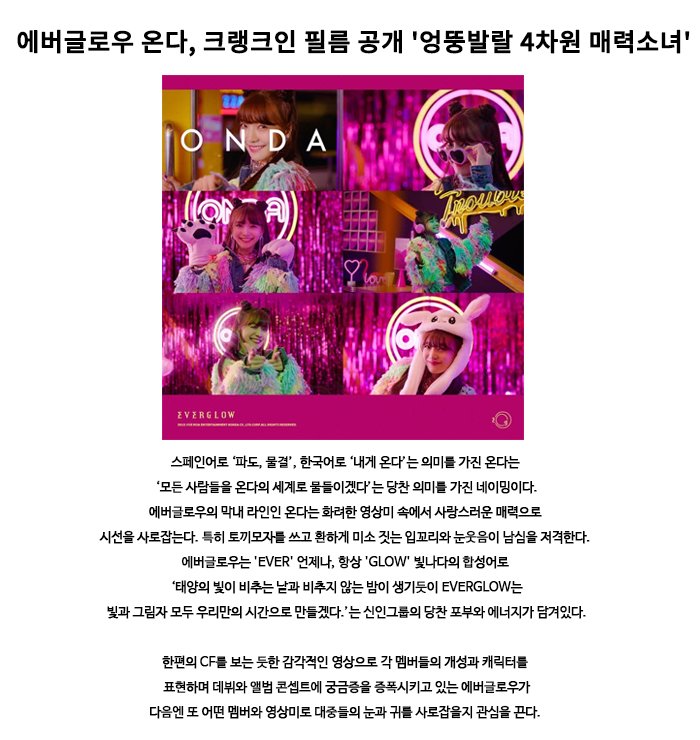 에버글로우 온다, 크랭크인 필름 공개 '엉뚱발랄 4차원 매력소녀'
ONDA
ONDA
Trouble
EVERGLOW
스페인어로 ‘파도, 물결’, 한국어로 ‘내게 온다’는 의미를 가진 온다는
‘모든 사람들을 온다의 세계로 물들이겠다’는 당찬 의미를 가진 네이밍이다.
에버글로우의 막내 라인인 온다는 화려한 영상미 속에서 사랑스러운 매력으로
시선을 사로잡는다. 특히 토끼모자를 쓰고 환하게 미소 짓는 입꼬리와 눈웃음이 남심을 저격한다.
에버글로우는 'EVER' 언제나, 항상 'GLOW' 빛나다의 합성어로
‘태양의 빛이 비추는 날과 비추지 않는 밤이 생기듯이 EVERGLOW는
빛과 그림자 모두 우리만의 시간으로 만들겠다.’는 신인그룹의 당찬 포부와 에너지가 담겨있다.
한편의 CF를 보는 듯한 감각적인 영상으로 각 멤버들의 개성과 캐릭터를
표현하며 데뷔와 앨범 콘셉트에 궁금증을 증폭시키고 있는 에버글로우가
다음엔 또 어떤 멤버와 영상미로 대중들의 눈과 귀를 사로잡을지 관심을 끈다.